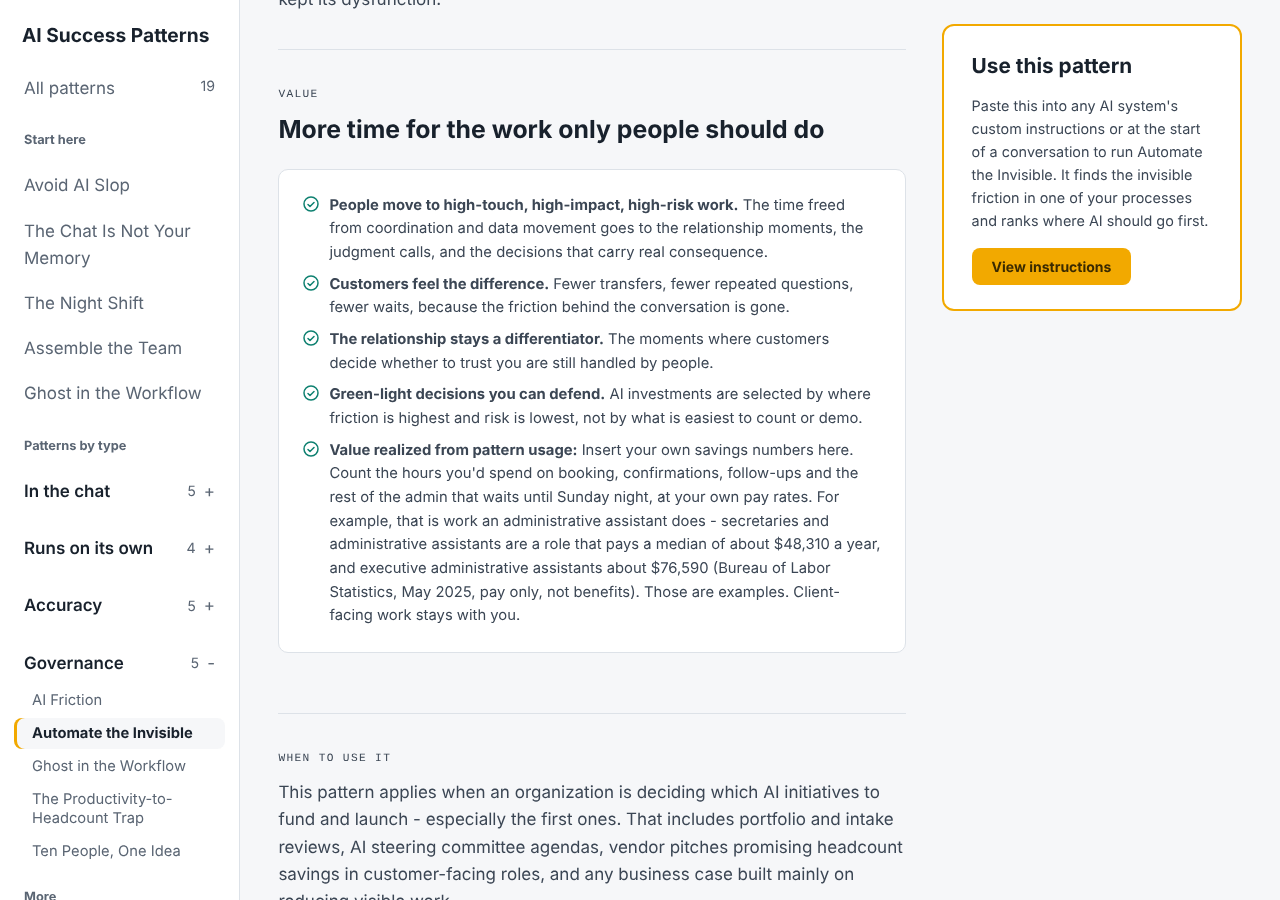 AI Success Patterns
All patterns 19
Start here
Avoid AI Slop
The Chat Is Not Your
Memory
The Night Shift
Assemble the Team
Ghost in the Workflow
Patterns by type
In the chat 5 +
Runs on its own 4 +
Accuracy 5 +
Governance 5 -
AI Friction
Automate the Invisible
Ghost in the Workflow
The Productivity-to-
Headcount Trap
Ten People, One Idea
More
kept its dysfunction.
VALUE
More time for the work only people should do
People move to high-touch, high-impact, high-risk work. The time freed
from coordination and data movement goes to the relationship moments, the
judgment calls, and the decisions that carry real consequence.
Customers feel the difference. Fewer transfers, fewer repeated questions,
fewer waits, because the friction behind the conversation is gone.
The relationship stays a differentiator. The moments where customers
decide whether to trust you are still handled by people.
Green-light decisions you can defend. AI investments are selected by where
friction is highest and risk is lowest, not by what is easiest to count or demo.
Value realized from pattern usage: Insert your own savings numbers here.
Count the hours you'd spend on booking, confirmations, follow-ups and the
rest of the admin that waits until Sunday night, at your own pay rates. For
example, that is work an administrative assistant does - secretaries and
administrative assistants are a role that pays a median of about $48,310 a year,
and executive administrative assistants about $76,590 (Bureau of Labor
Statistics, May 2025, pay only, not benefits). Those are examples. Client-
facing work stays with you.
WHEN TO USE IT
This pattern applies when an organization is deciding which AI initiatives to
fund and launch - especially the first ones. That includes portfolio and intake
reviews, AI steering committee agendas, vendor pitches promising headcount
savings in customer-facing roles, and any business case built mainly on
reducing visible work.
Use this pattern
Paste this into any AI system's
custom instructions or at the start
of a conversation to run Automate
the Invisible. It finds the invisible
friction in one of your processes
and ranks where AI should go first.
View instructions